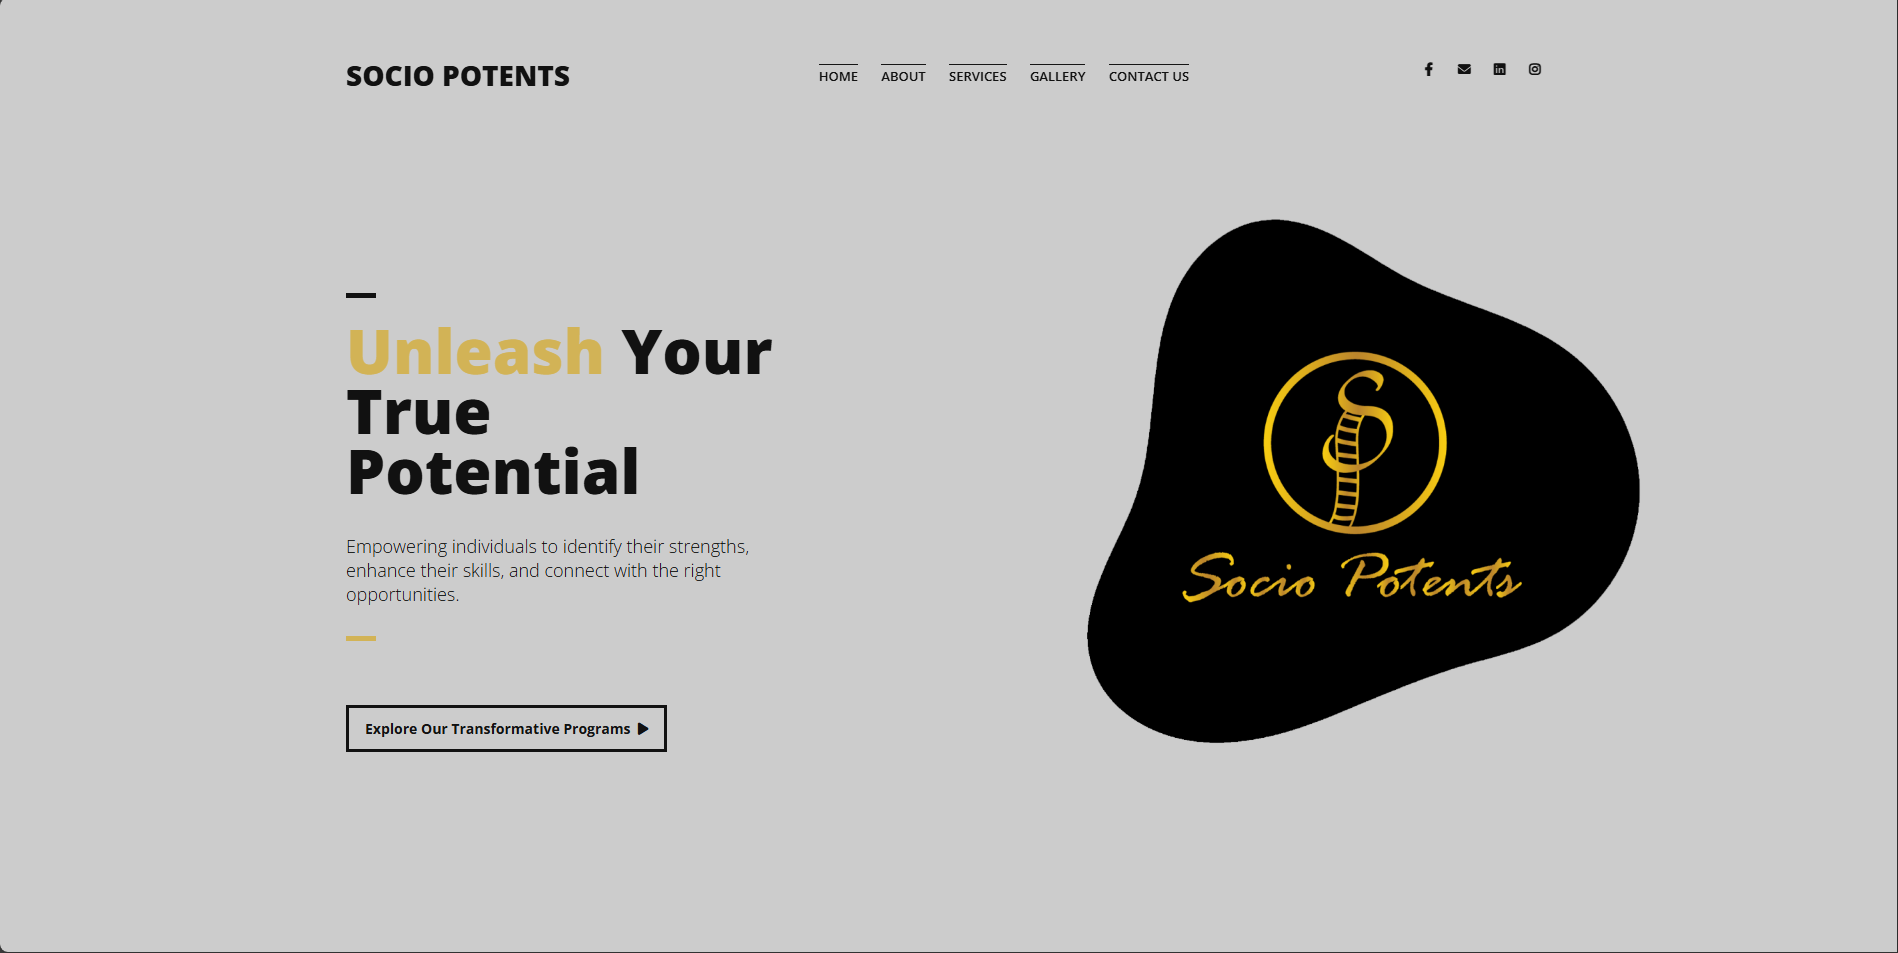 SOCIO POTENTS
HOME ABOUT SERVICES GALLERY CONTACT US
Unleash Your
True
Potential
Empowering individuals to identify their strengths,
enhance their skills, and connect with the right
opportunities.
Explore Our Transformative Programs
Socio Potents